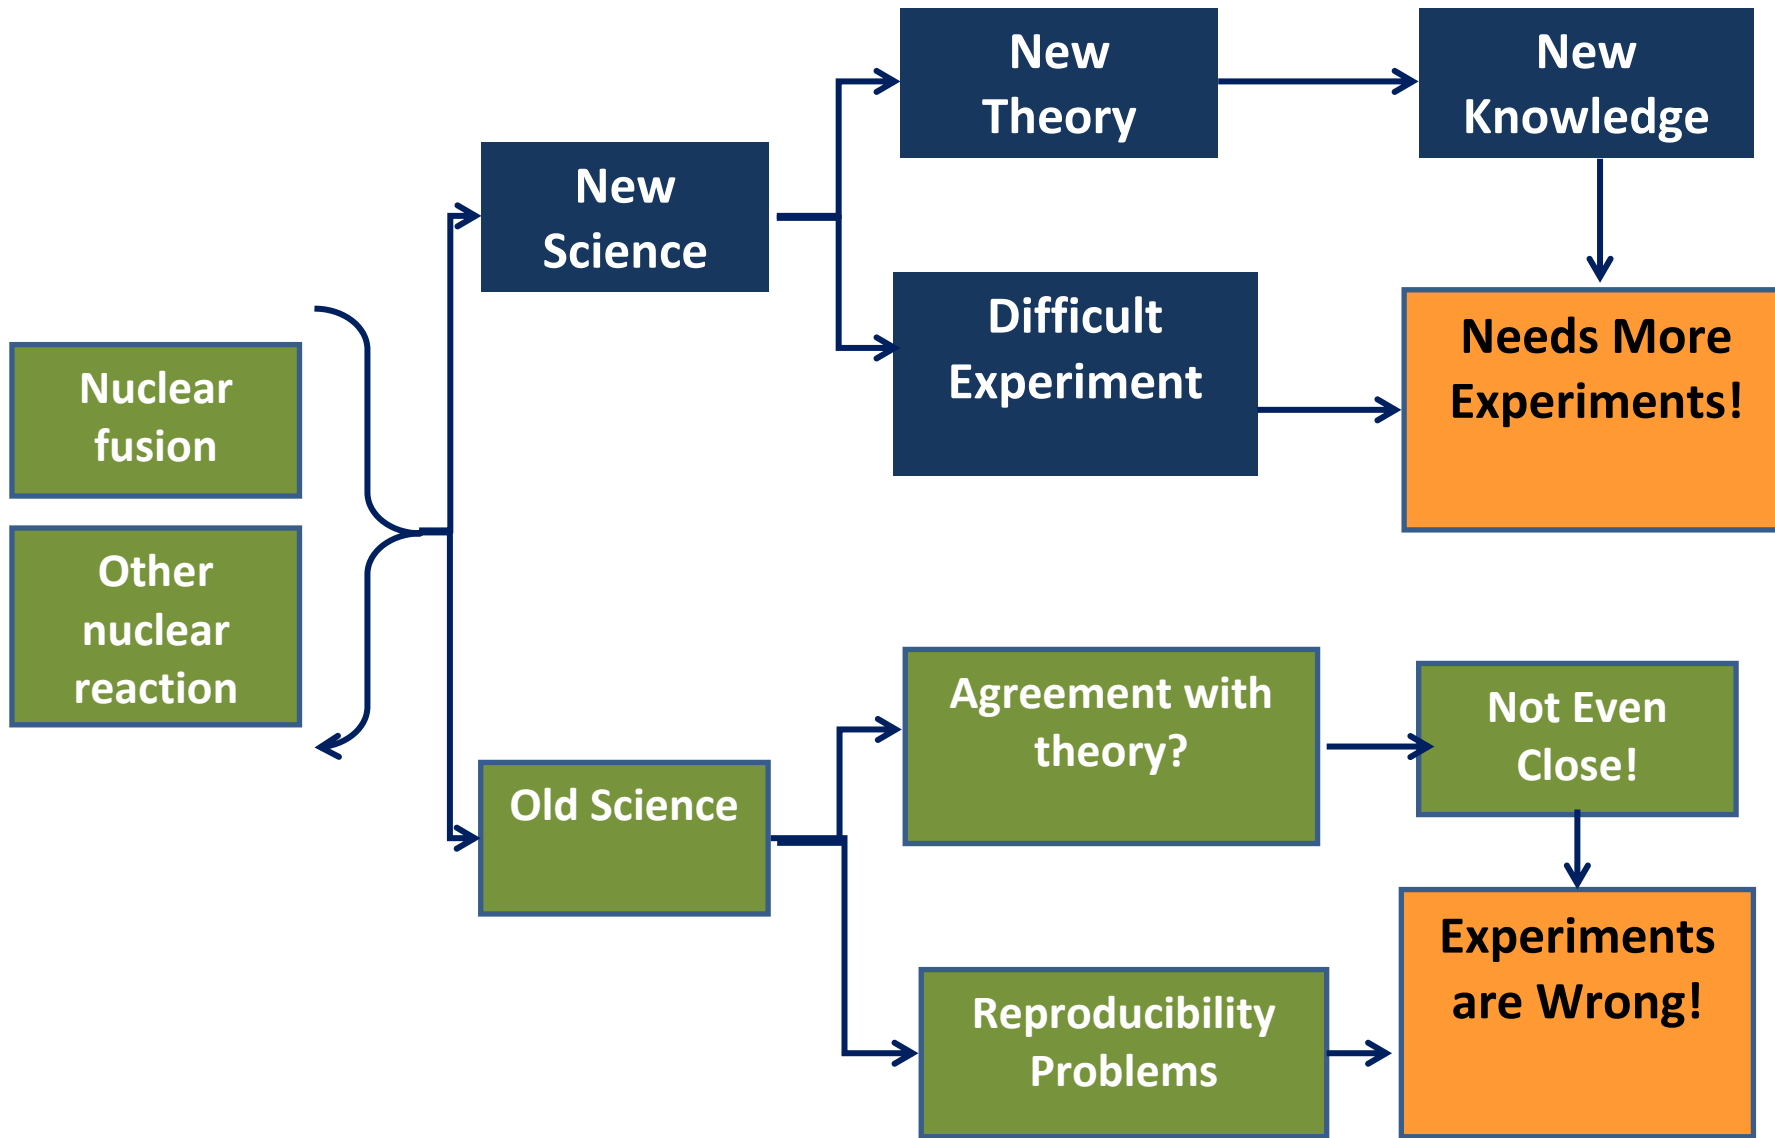 New
Theory
New
Knowledge
New
Science
Difficult
Experiment
Needs More
Experiments!
Nuclear
fusion
Other
nuclear
reaction
Agreement with
theory?
Not Even
Close!
Old Science
Experiments
are Wrong!
Reproducibility
Problems